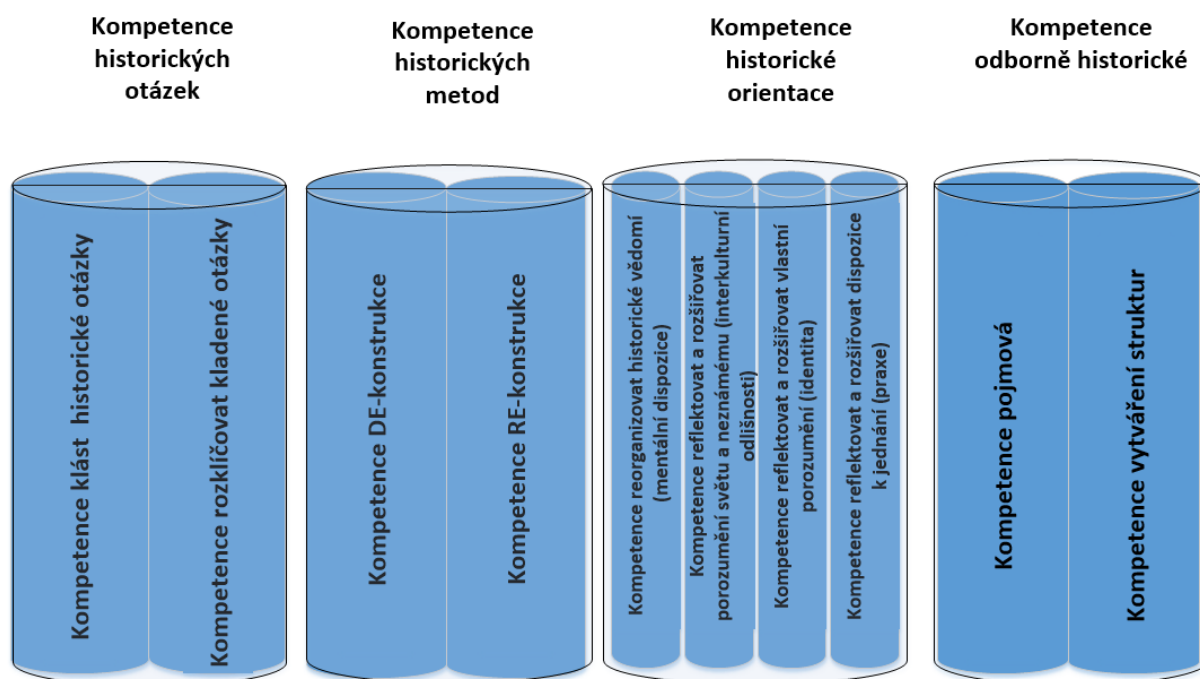 Kompetence
historických
otázek
Kompetence
historických
metod
Kompetence
historické
orientace
Kompetence
odborně historické
Kompetence klást  historické otázky
Kompetence rozklíčovat kladené otázky
Kompetence DE-konstrukce
Kompetence RE-konstrukce
Kompetence reorganizovat historické vědomí
(mentální dispozice)
Kompetence reflektovat a rozšiřovat
porozumění světu a neznámému (interkulturní
odlišnosti)
Kompetence reflektovat a rozšiřovat vlastní
porozumění (identita)
Kompetence reflektovat a rozšiřovat dispozice
k jednání (praxe)
Kompetence pojmová
Kompetence vytváření struktur